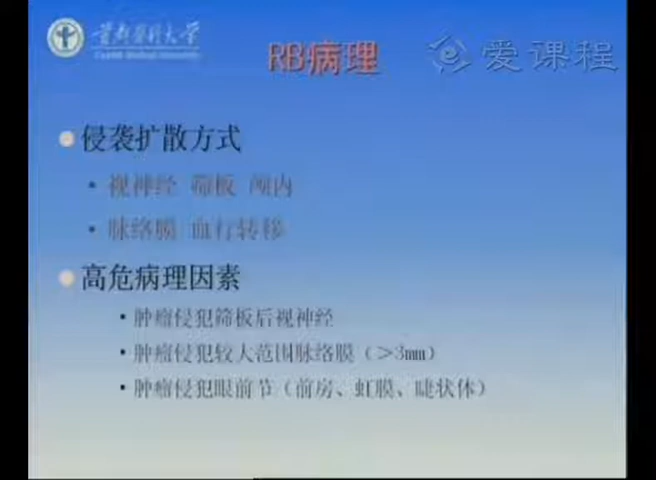 首都医科大学
Capital Medical University
RB病理
爱课程
侵袭扩散方式
视神经 筛板 颅内
脉络膜 血行转移
高危病理因素
肿瘤侵犯筛板后视神经
肿瘤侵犯较大范围脉络膜（＞3mm）
肿瘤侵犯眼前节（前房、虹膜、睫状体）